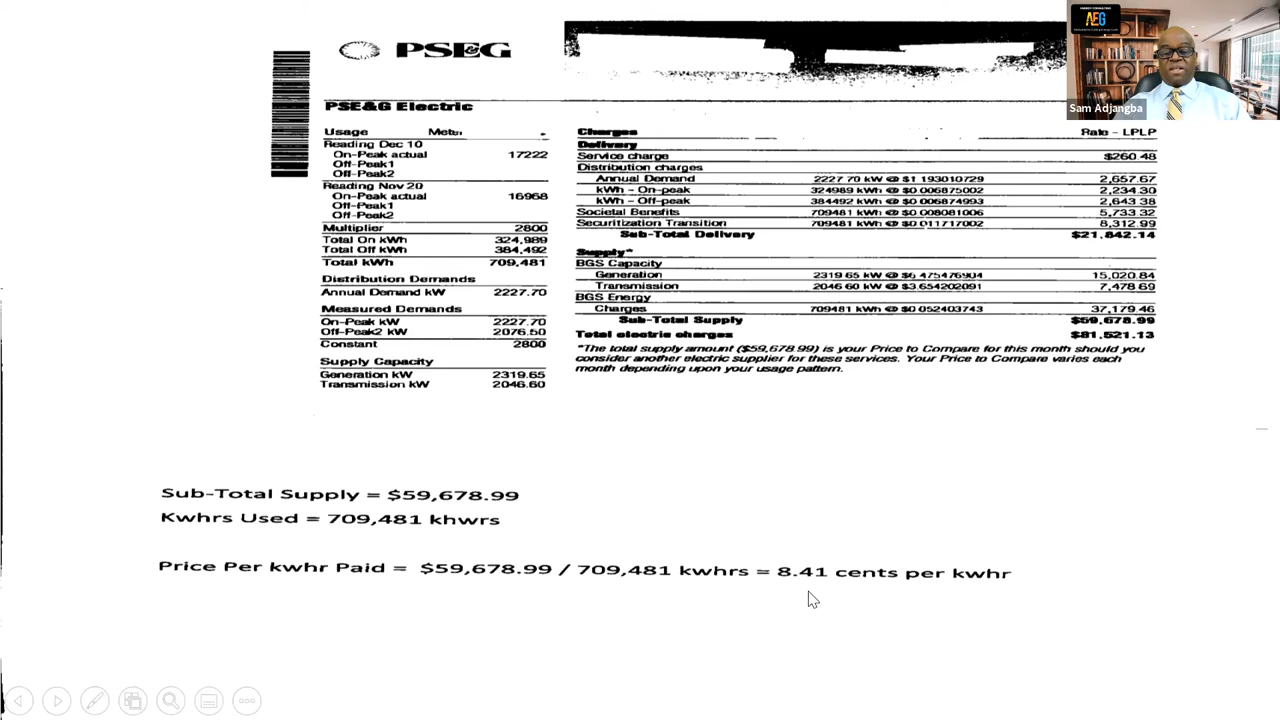 PSEG
ENERGY CONSULTING
AEG
Sam Adjangba
PSE&G Electric
Usage
Reading Dec 10
On-Peak actual 17222
Off-Peak1
Off-Peak2
Reading Nov 20
On-Peak actual 16968
Off-Peak1
Off-Peak2
Multiplier 2800
Total On kWh 324,989
Total Off kWh 384,492
Total kWh 709,481
Distribution Demands
Annual Demand kW 2227.70
Measured Demands
On-Peak kW 2227.70
Off-Peak2 kW 2076.50
Constant 2800
Supply Capacity
Generation kW 2319.65
Transmission kW 2046.60
Charges Rate - LPLP
Delivery
Service charge $260.48
Distribution charges
Annual Demand 2227 70 kW @ $1 193010729 2,657.67
kWh - On-peak 324989 kWh @ $0 006875002 2,234.30
kWh - Off-peak 384492 kWh @ $0 006874993 2,643 38
Societal Benefits 709481 kWh @ $0 008081006 5,733 32
Securitization Transition 709481 kWh @ $0 011717002 8,312.99
Sub-Total Delivery $21,842.14
Supply*
BGS Capacity
Generation 2319 65 kW @ $6 475476904 15,020.84
Transmission 2046 60 kW @ $3.654202091 7,478 69
BGS Energy
Charges 709481 kWh @ $0 052403743 37,179.46
Sub-Total Supply $59,678.99
Total electric charges $81,521.13
*The total supply amount ($59,678.99) is your Price to Compare for this month should you
consider another electric supplier for these services. Your Price to Compare varies each
month depending upon your usage pattern.
Sub-Total Supply = $59,678.99
Kwhrs Used = 709,481 khwrs
Price Per kwhr Paid = $59,678.99 / 709,481 kwhrs = 8.41 cents per kwhr